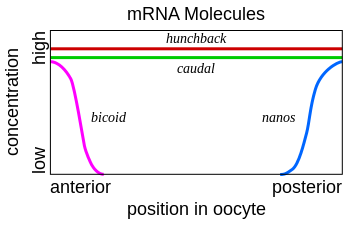 mRNA Molecules
high
hunchback
caudal
concentration
bicoid
nanos
low
anterior
posterior
position in oocyte